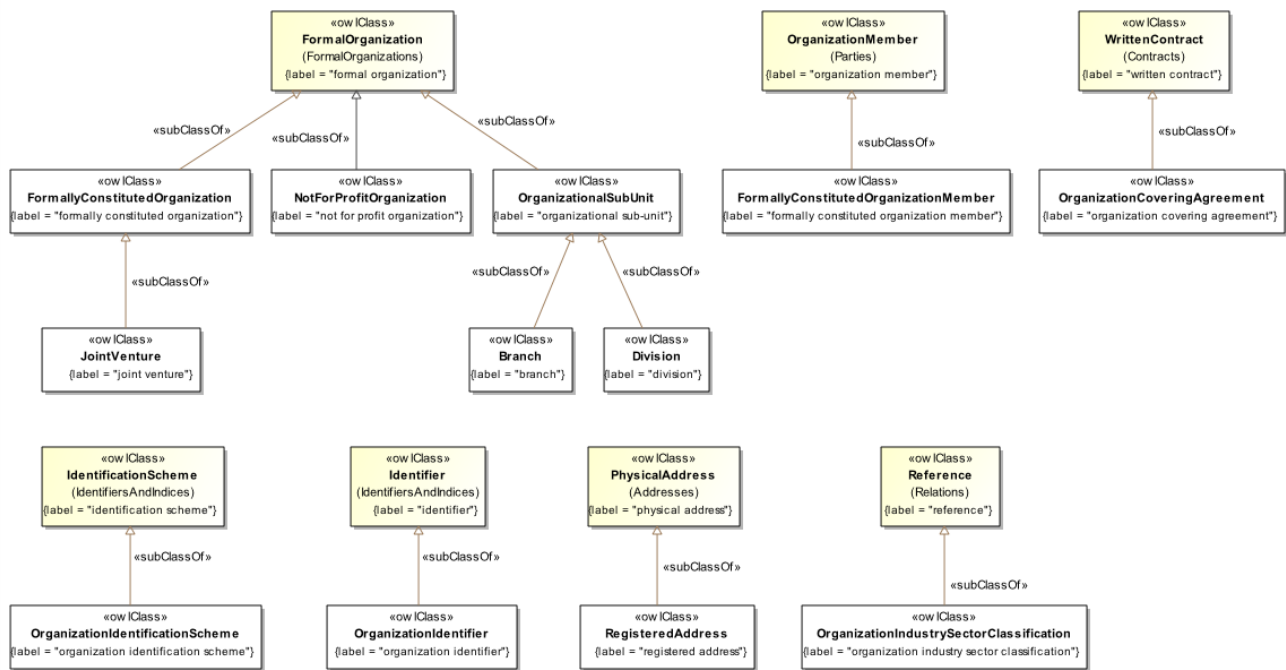 «owlClass»
FormalOrganization
(FormalOrganizations)
{label = "formal organization"}
«owlClass»
OrganizationMember
(Parties)
{label = "organization member"}
«owlClass»
WrittenContract
(Contracts)
{label = "written contract"}
«subClassOf»
«subClassOf»
«subClassOf»
«subClassOf»
«subClassOf»
«owlClass»
FormallyConstitutedOrganization
{label = "formally constituted organization"}
«owlClass»
NotForProfitOrganization
{label = "not for profit organization"}
«owlClass»
OrganizationalSubUnit
{label = "organizational sub-unit"}
«owlClass»
FormallyConstitutedOrganizationMember
{label = "formally constituted organization member"}
«owlClass»
OrganizationCoveringAgreement
{label = "organization covering agreement"}
«subClassOf»
«subClassOf»
«subClassOf»
«owlClass»
JointVenture
{label = "joint venture"}
«owlClass»
Branch
{label = "branch"}
«owlClass»
Division
{label = "division"}
«owlClass»
IdentificationScheme
(IdentifiersAndIndices)
{label = "identification scheme"}
«owlClass»
Identifier
(IdentifiersAndIndices)
{label = "identifier"}
«owlClass»
PhysicalAddress
(Addresses)
{label = "physical address"}
«owlClass»
Reference
(Relations)
{label = "reference"}
«subClassOf»
«subClassOf»
«subClassOf»
«subClassOf»
«owlClass»
OrganizationIdentificationScheme
{label = "organization identification scheme"}
«owlClass»
OrganizationIdentifier
{label = "organization identifier"}
«owlClass»
RegisteredAddress
{label = "registered address"}
«owlClass»
OrganizationIndustrySectorClassification
{label = "organization industry sector classification"}